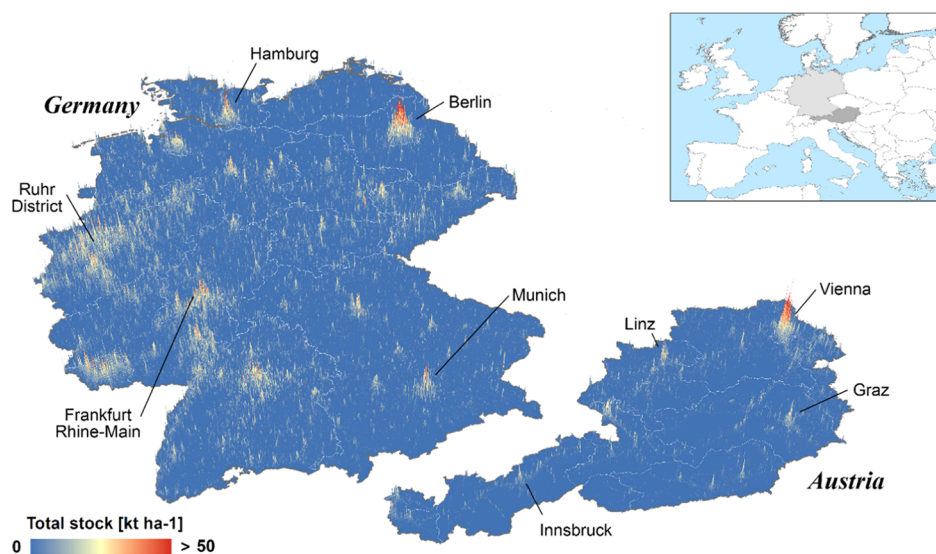 Hamburg
Germany
Berlin
Ruhr
District
Munich
Vienna
Linz
Graz
Frankfurt
Rhine-Main
Austria
Innsbruck
Total stock [kt ha-1]
0 > 50